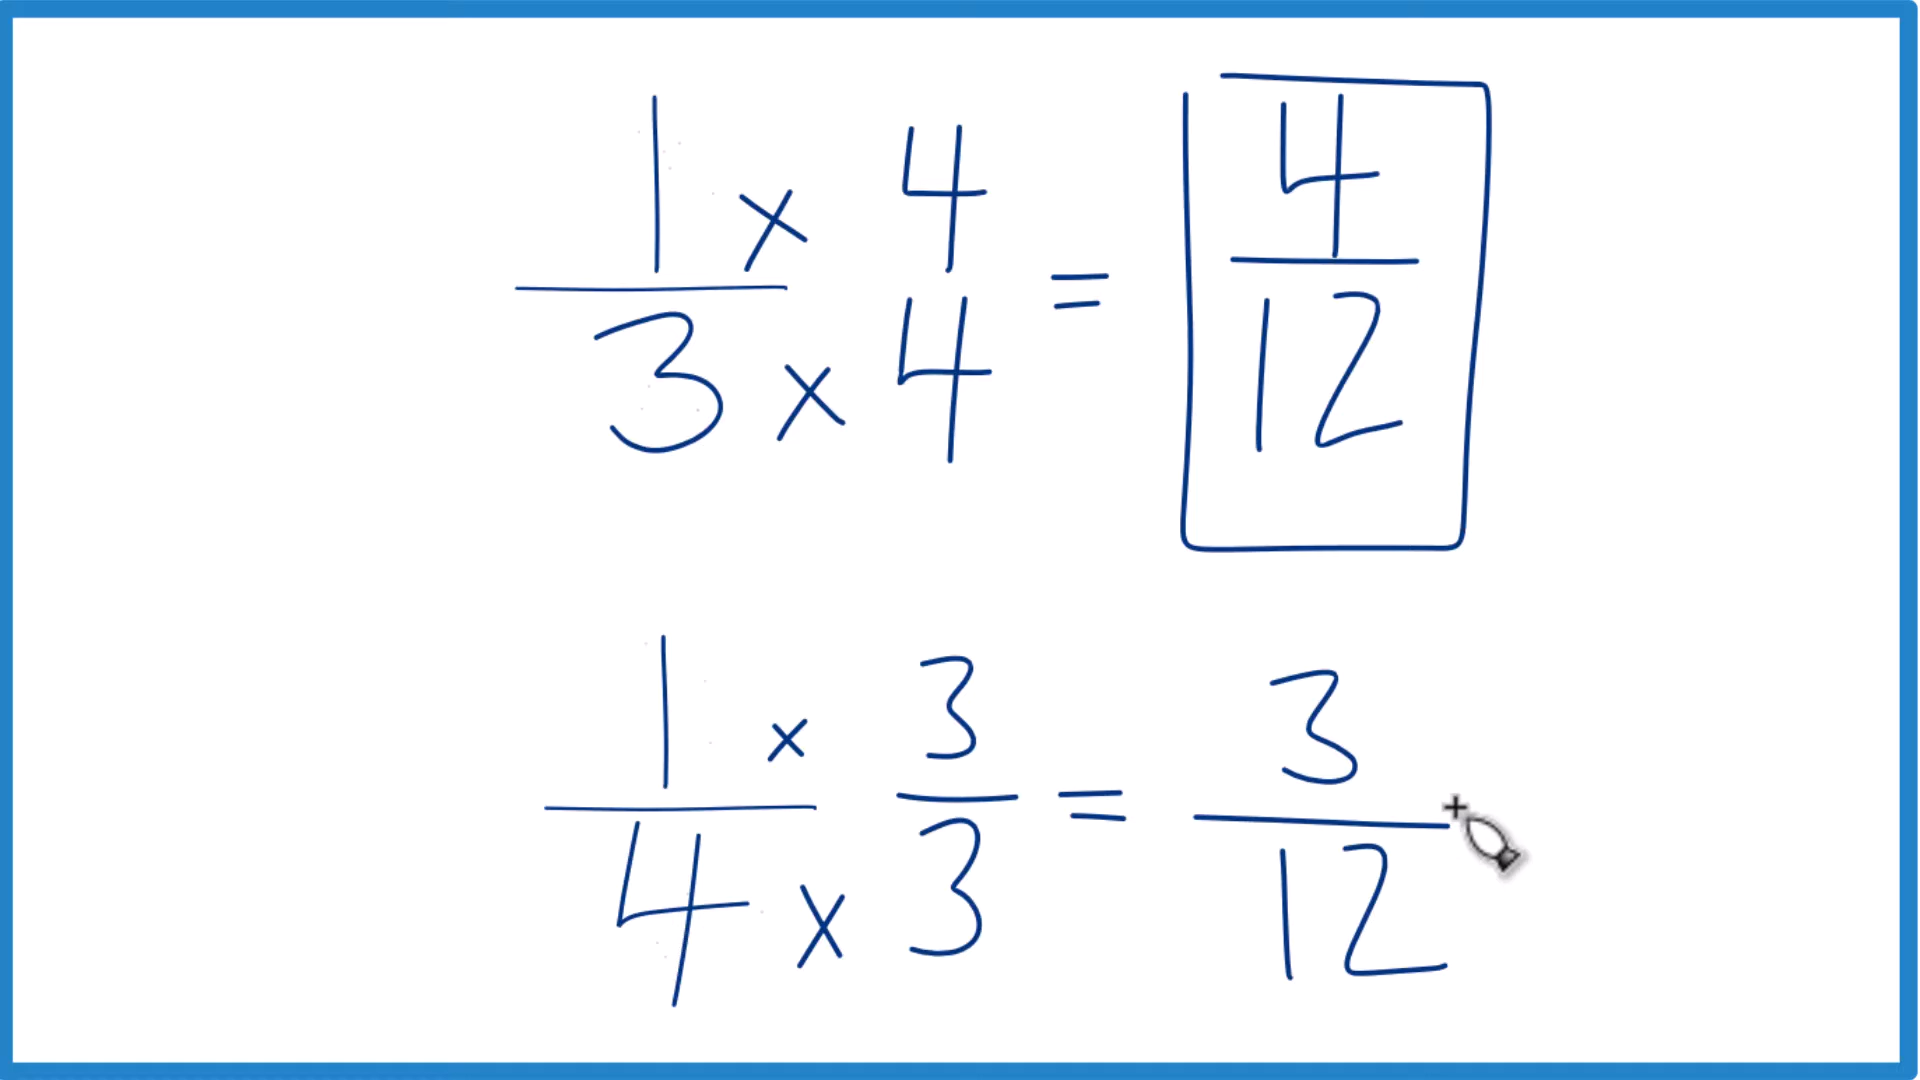 1 × 4 = 4
3 × 4 12
1 × 3 = 3
4 × 3 12